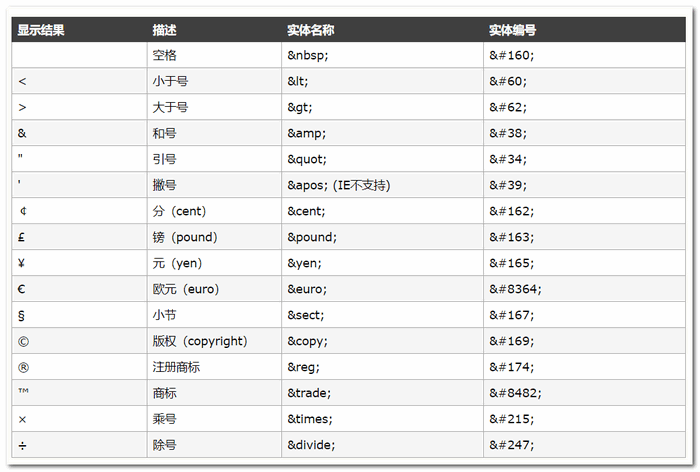 显示结果 描述 实体名称 实体编号
空格 &nbsp; &#160;
< 小于号 &lt; &#60;
> 大于号 &gt; &#62;
& 和号 &amp; &#38;
" 引号 &quot; &#34;
' 撇号 &apos; (IE不支持) &#39;
¢ 分（cent） &cent; &#162;
£ 镑（pound） &pound; &#163;
¥ 元（yen） &yen; &#165;
€ 欧元（euro） &euro; &#8364;
§ 小节 &sect; &#167;
© 版权（copyright） &copy; &#169;
® 注册商标 &reg; &#174;
™ 商标 &trade; &#8482;
× 乘号 &times; &#215;
÷ 除号 &divide; &#247;